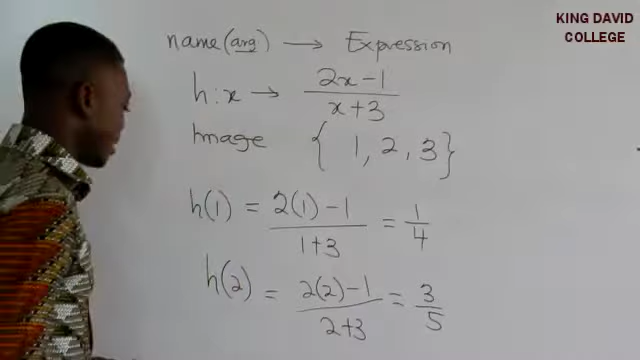 KING DAVID
COLLEGE
name(arg) → Expression
h:x → (2x-1)/(x+3)
Image { 1, 2, 3 }
h(1) = (2(1)-1)/(1+3) = 1/4
h(2) = (2(2)-1)/(2+3) = 3/5